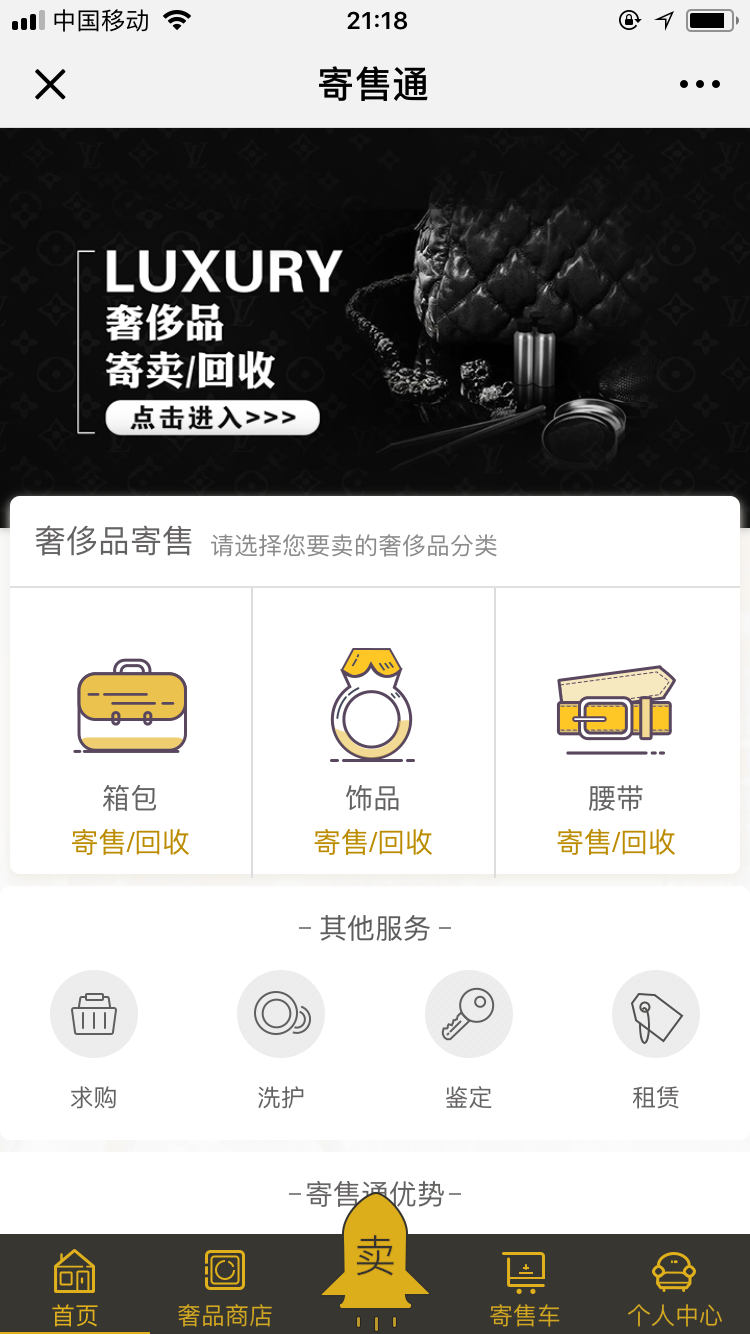 中国移动
21:18
寄售通
LUXURY
奢侈品
寄卖/回收
点击进入>>>
奢侈品寄售 请选择您要卖的奢侈品分类
箱包 饰品 腰带
寄售/回收 寄售/回收 寄售/回收
- 其他服务 -
求购 洗护 鉴定 租赁
-寄售通优势-
卖
首页 奢品商店 寄售车 个人中心